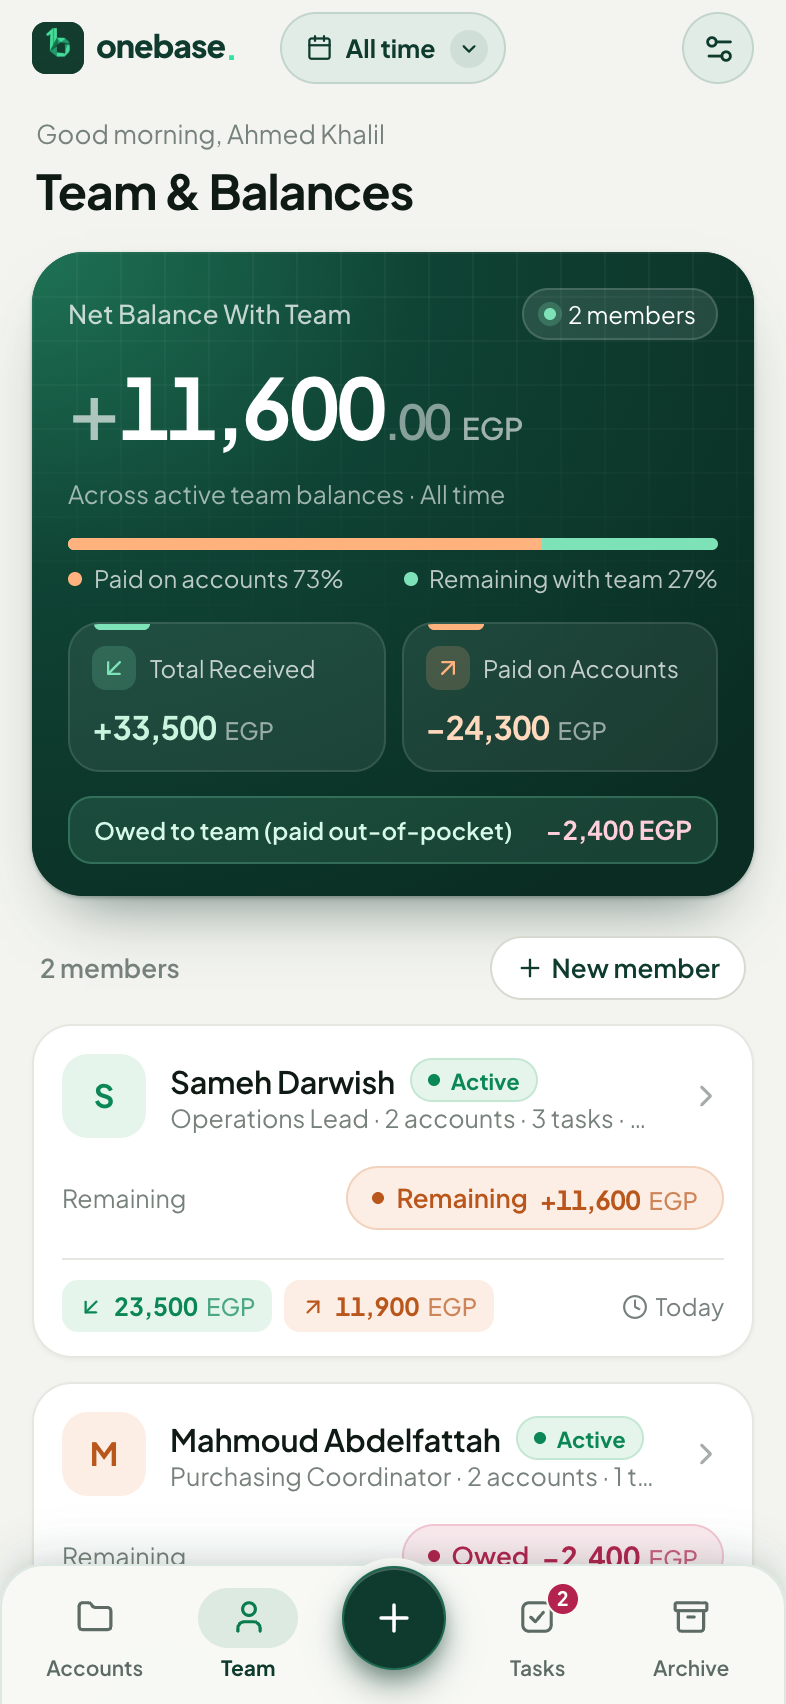 onebase.
All time
Good morning, Ahmed Khalil
Team & Balances
Net Balance With Team
2 members
+11,600.00 EGP
Across active team balances · All time
Paid on accounts 73%
Remaining with team 27%
Total Received
+33,500 EGP
Paid on Accounts
−24,300 EGP
Owed to team (paid out-of-pocket) −2,400 EGP
2 members
+ New member
S
Sameh Darwish
Active
Operations Lead · 2 accounts · 3 tasks · ...
Remaining
Remaining +11,600 EGP
23,500 EGP
11,900 EGP
Today
M
Mahmoud Abdelfattah
Active
Purchasing Coordinator · 2 accounts · 1 t...
Remaining
Owed −2,400 EGP
Accounts
Team
2
Tasks
Archive